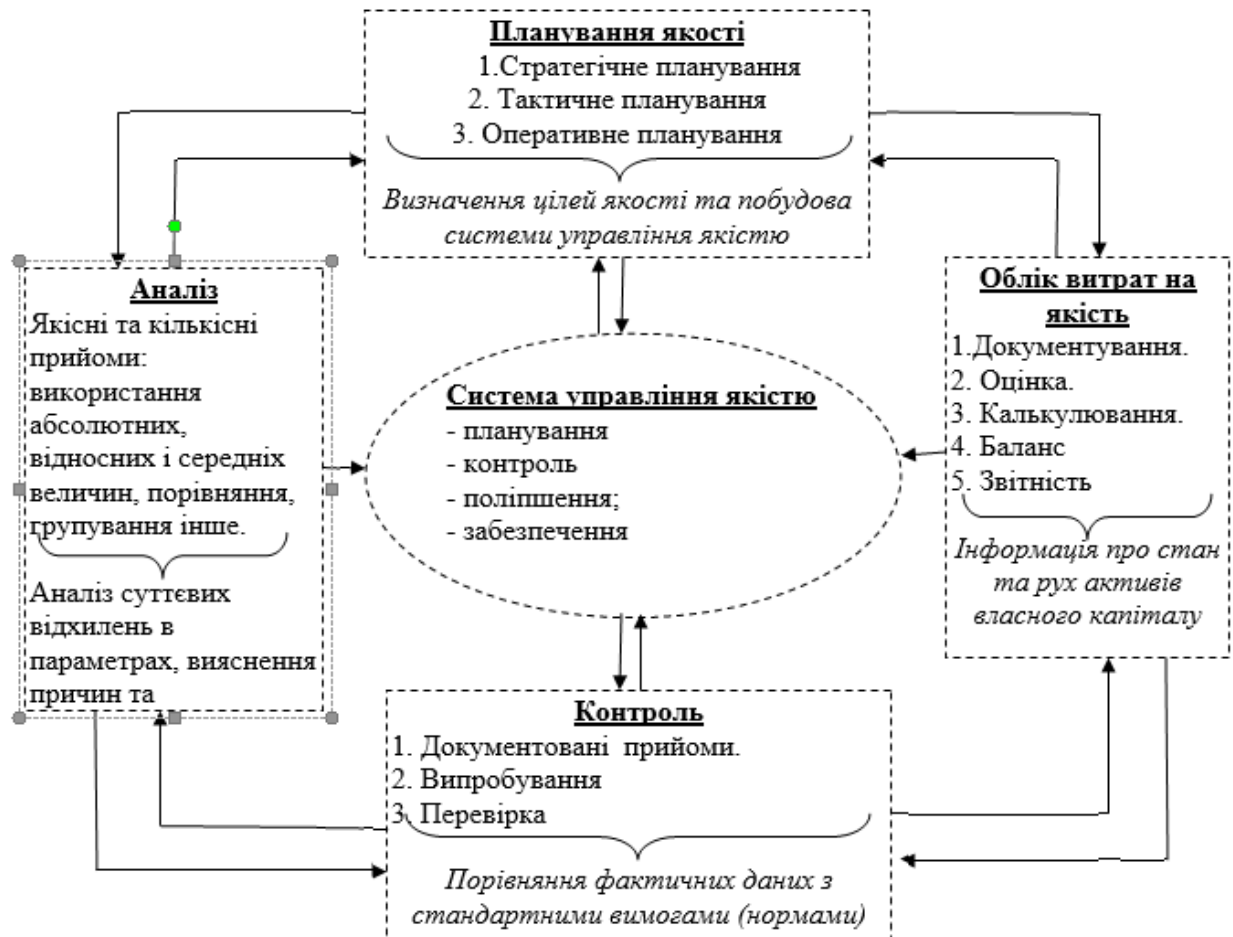 Планування якості
1.Стратегічне планування
2. Тактичне планування
3. Оперативне планування
Визначення цілей якості та побудова
системи управління якістю
Аналіз
Якісні та кількісні
прийоми:
використання
абсолютних,
відносних і середніх
величин, порівняння,
групування інше.
Аналіз суттєвих
відхилень в
параметрах, вияснення
причин та
Система управління якістю
- планування
- контроль
- поліпшення;
- забезпечення
Облік витрат на
якість
1.Документування.
2. Оцінка.
3. Калькулювання.
4. Баланс
5. Звітність
Інформація про стан
та рух активів
власного капіталу
Контроль
1. Документовані прийоми.
2. Випробування
3. Перевірка
Порівняння фактичних даних з
стандартними вимогами (нормами)